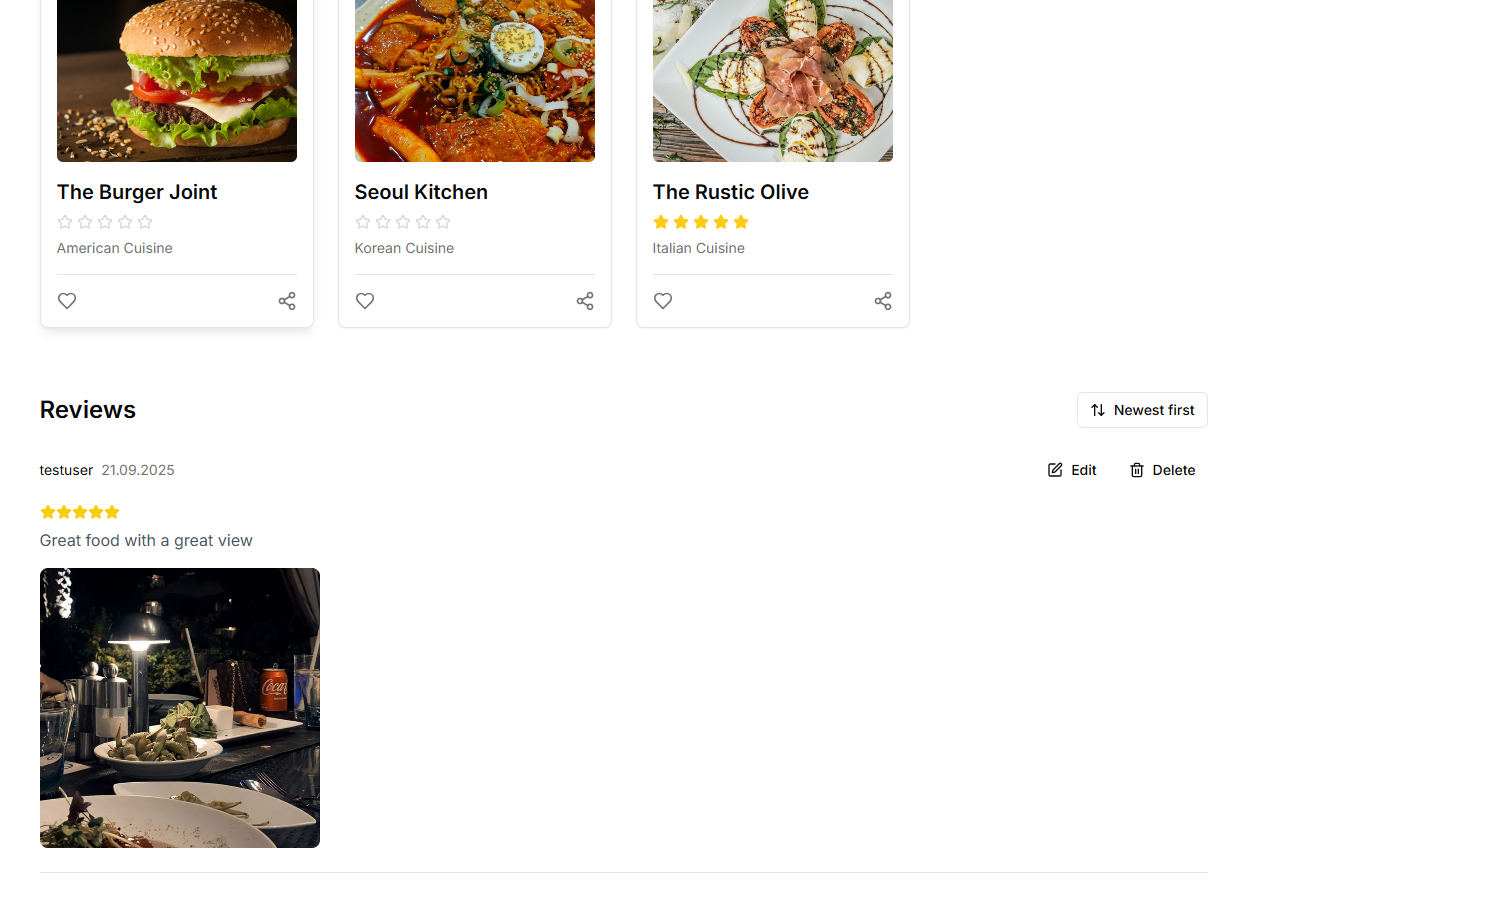 The Burger Joint
American Cuisine
Seoul Kitchen
Korean Cuisine
The Rustic Olive
Italian Cuisine
Reviews
Newest first
testuser 21.09.2025
Edit
Delete
Great food with a great view
Coca